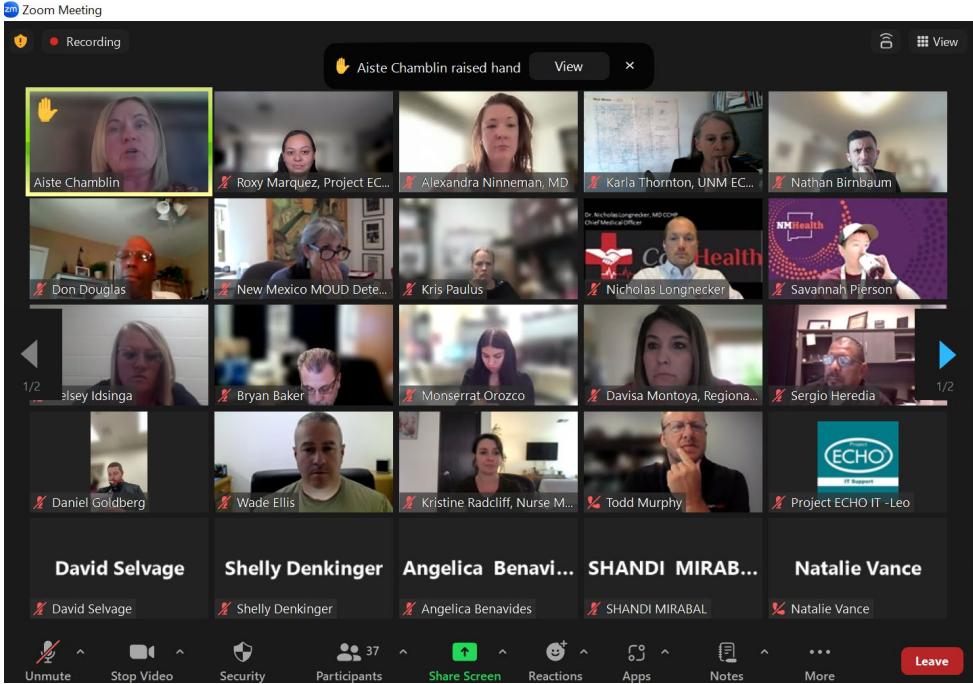 zm Zoom Meeting
Recording
View
Aiste Chamblin raised hand View ×
Aiste Chamblin
Roxy Marquez, Project EC...
Alexandra Ninneman, MD
Karla Thornton, UNM EC...
Nathan Birnbaum
Dr. Nicholas Longnecker, MD CCHP
Chief Medical Officer
Health
NMHealth
Don Douglas
New Mexico MOUD Dete...
Kris Paulus
Nicholas Longnecker
Savannah Pierson
1/2
elsey Idsinga
Bryan Baker
Monserrat Orozco
Davisa Montoya, Regiona...
Sergio Heredia
1/2
Project
ECHO
IT Support
Daniel Goldberg
Wade Ellis
Kristine Radcliff, Nurse M...
Todd Murphy
Project ECHO IT -Leo
David Selvage
Shelly Denkinger
Angelica Benavi...
SHANDI MIRAB...
Natalie Vance
David Selvage
Shelly Denkinger
Angelica Benavides
SHANDI MIRABAL
Natalie Vance
37
Unmute
Stop Video
Security
Participants
Share Screen
Reactions
Apps
Notes
More
Leave